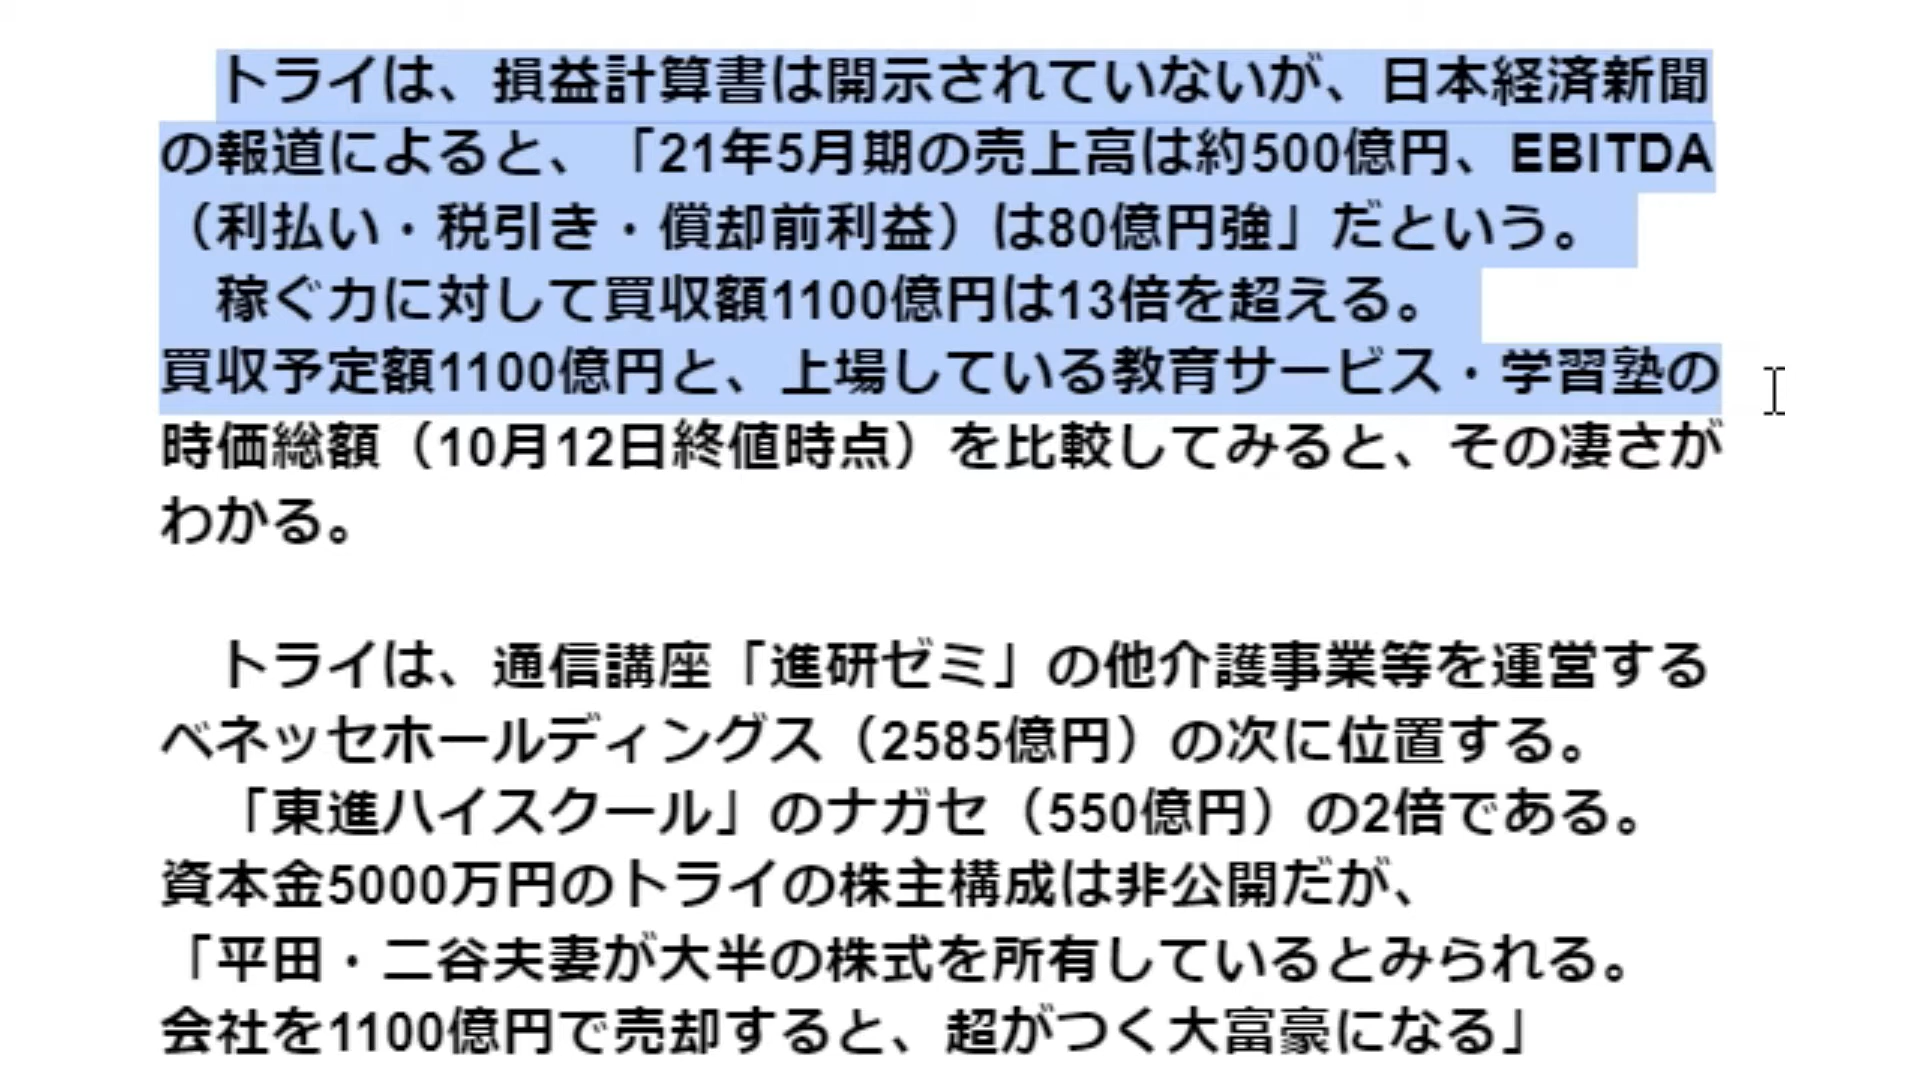 トライは、損益計算書は開示されていないが、日本経済新聞
の報道によると、「21年5月期の売上高は約500億円、EBITDA
（利払い・税引き・償却前利益）は80億円強」だという。
稼ぐ力に対して買収額1100億円は13倍を超える。
買収予定額1100億円と、上場している教育サービス・学習塾の
時価総額（10月12日終値時点）を比較してみると、その凄さが
わかる。
トライは、通信講座「進研ゼミ」の他介護事業等を運営する
ベネッセホールディングス（2585億円）の次に位置する。
「東進ハイスクール」のナガセ（550億円）の2倍である。
資本金5000万円のトライの株主構成は非公開だが、
「平田・二谷夫妻が大半の株式を所有しているとみられる。
会社を1100億円で売却すると、超がつく大富豪になる」